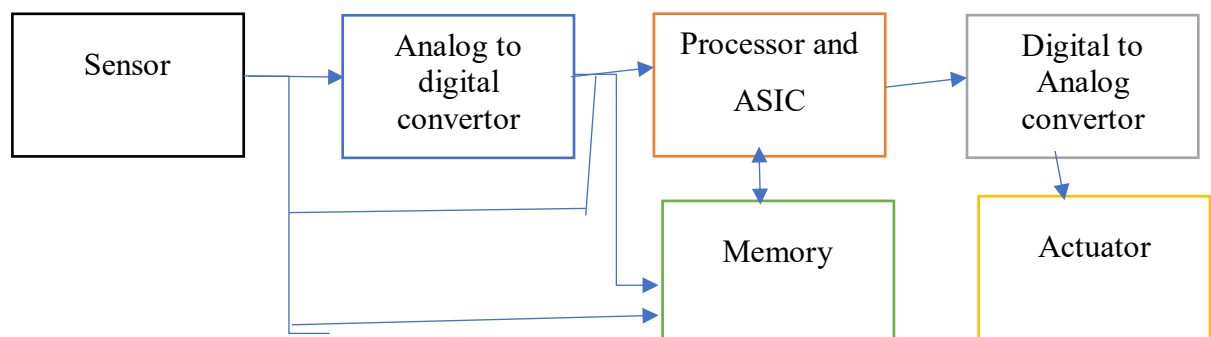 Sensor
Analog to
digital
convertor
Processor and
ASIC
Digital to
Analog
convertor
Memory
Actuator